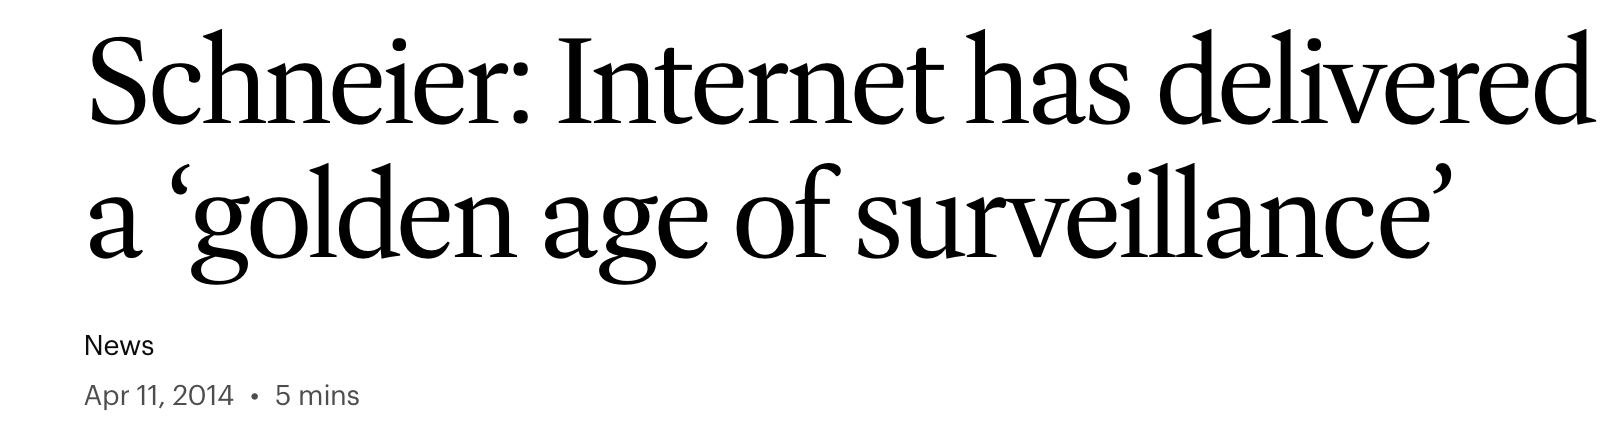 Schneier: Internet has delivered
a ‘golden age of surveillance’
News
Apr 11, 2014 • 5 mins